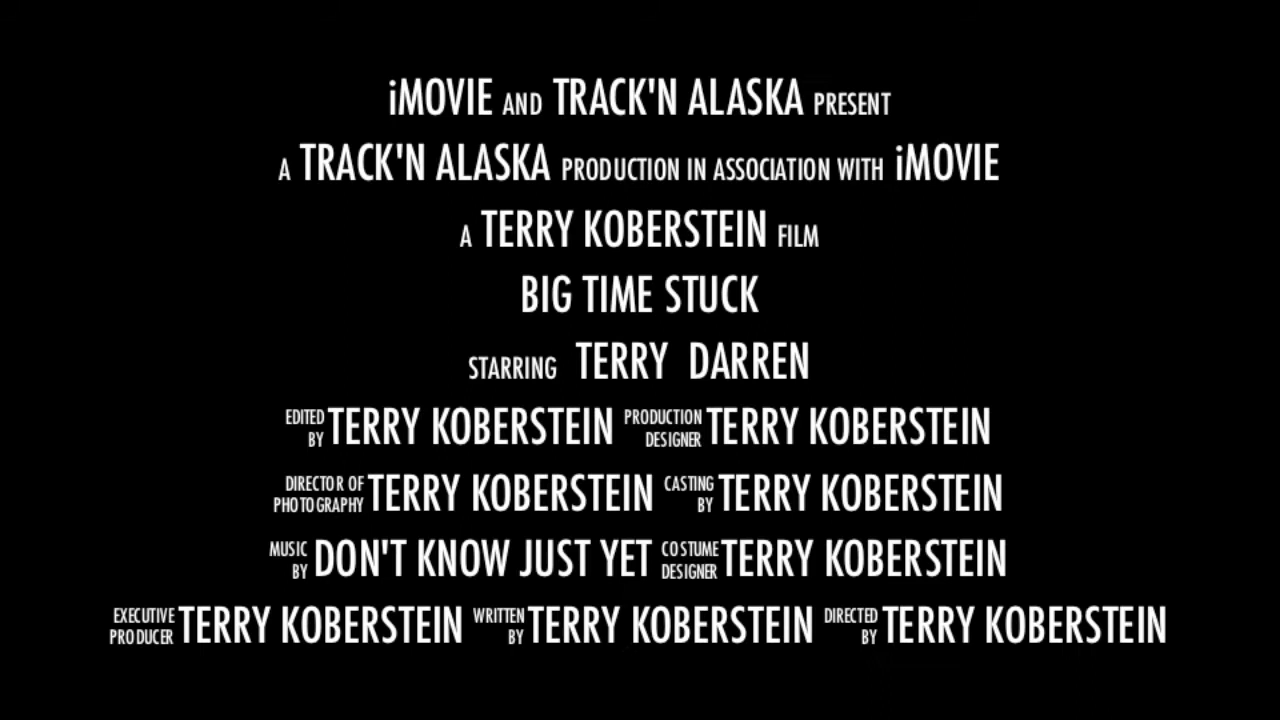 iMOVIE AND TRACK'N ALASKA PRESENT
A TRACK'N ALASKA PRODUCTION IN ASSOCIATION WITH iMOVIE
A TERRY KOBERSTEIN FILM
BIG TIME STUCK
STARRING TERRY DARREN
EDITED BY TERRY KOBERSTEIN PRODUCTION DESIGNER TERRY KOBERSTEIN
DIRECTOR OF PHOTOGRAPHY TERRY KOBERSTEIN CASTING BY TERRY KOBERSTEIN
MUSIC BY DON'T KNOW JUST YET COSTUME DESIGNER TERRY KOBERSTEIN
EXECUTIVE PRODUCER TERRY KOBERSTEIN WRITTEN BY TERRY KOBERSTEIN DIRECTED BY TERRY KOBERSTEIN